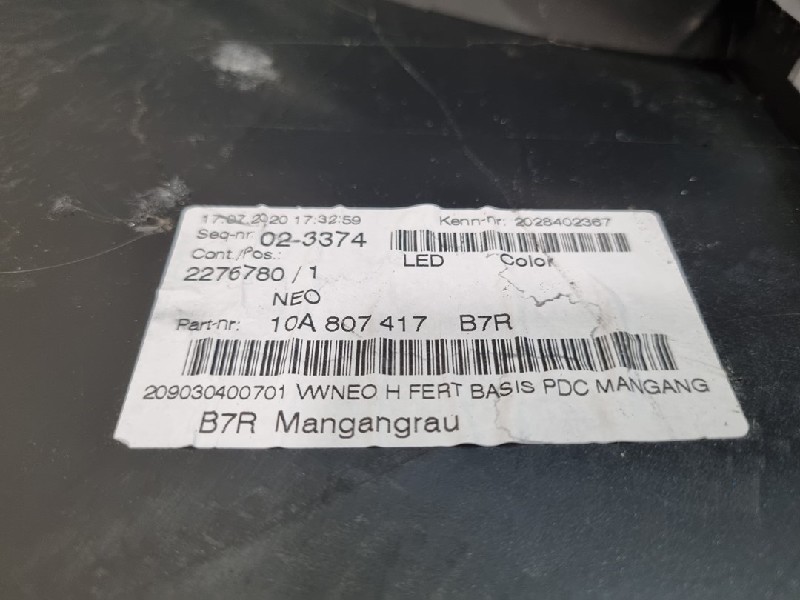 17.07.2020 17:32:59 Kenn-nr: 2028402367
Seq-nr 02-3374
Cont./Pos.: LED Color
2276780 / 1
NEO
Part-nr: 10A 807 417 B7R
209030400701 VWNEO H FERT BASIS PDC MANGANG
B7R Mangangrau